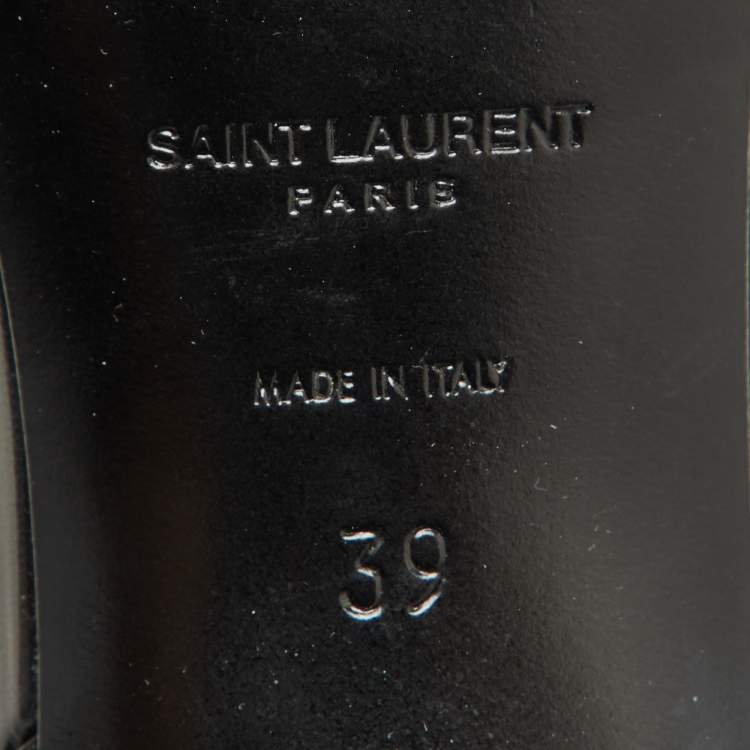 SAINT LAURENT
PARIS
MADE IN ITALY
39